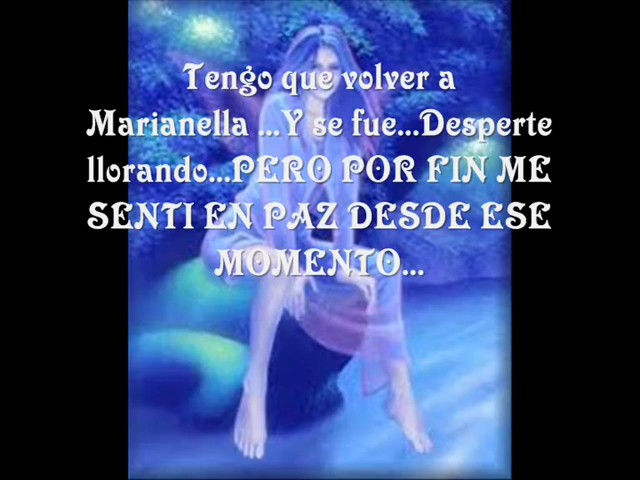 Tengo que volver a
Marianella ...Y se fue...Desperte
llorando...PERO POR FIN ME
SENTI EN PAZ DESDE ESE
MOMENTO...